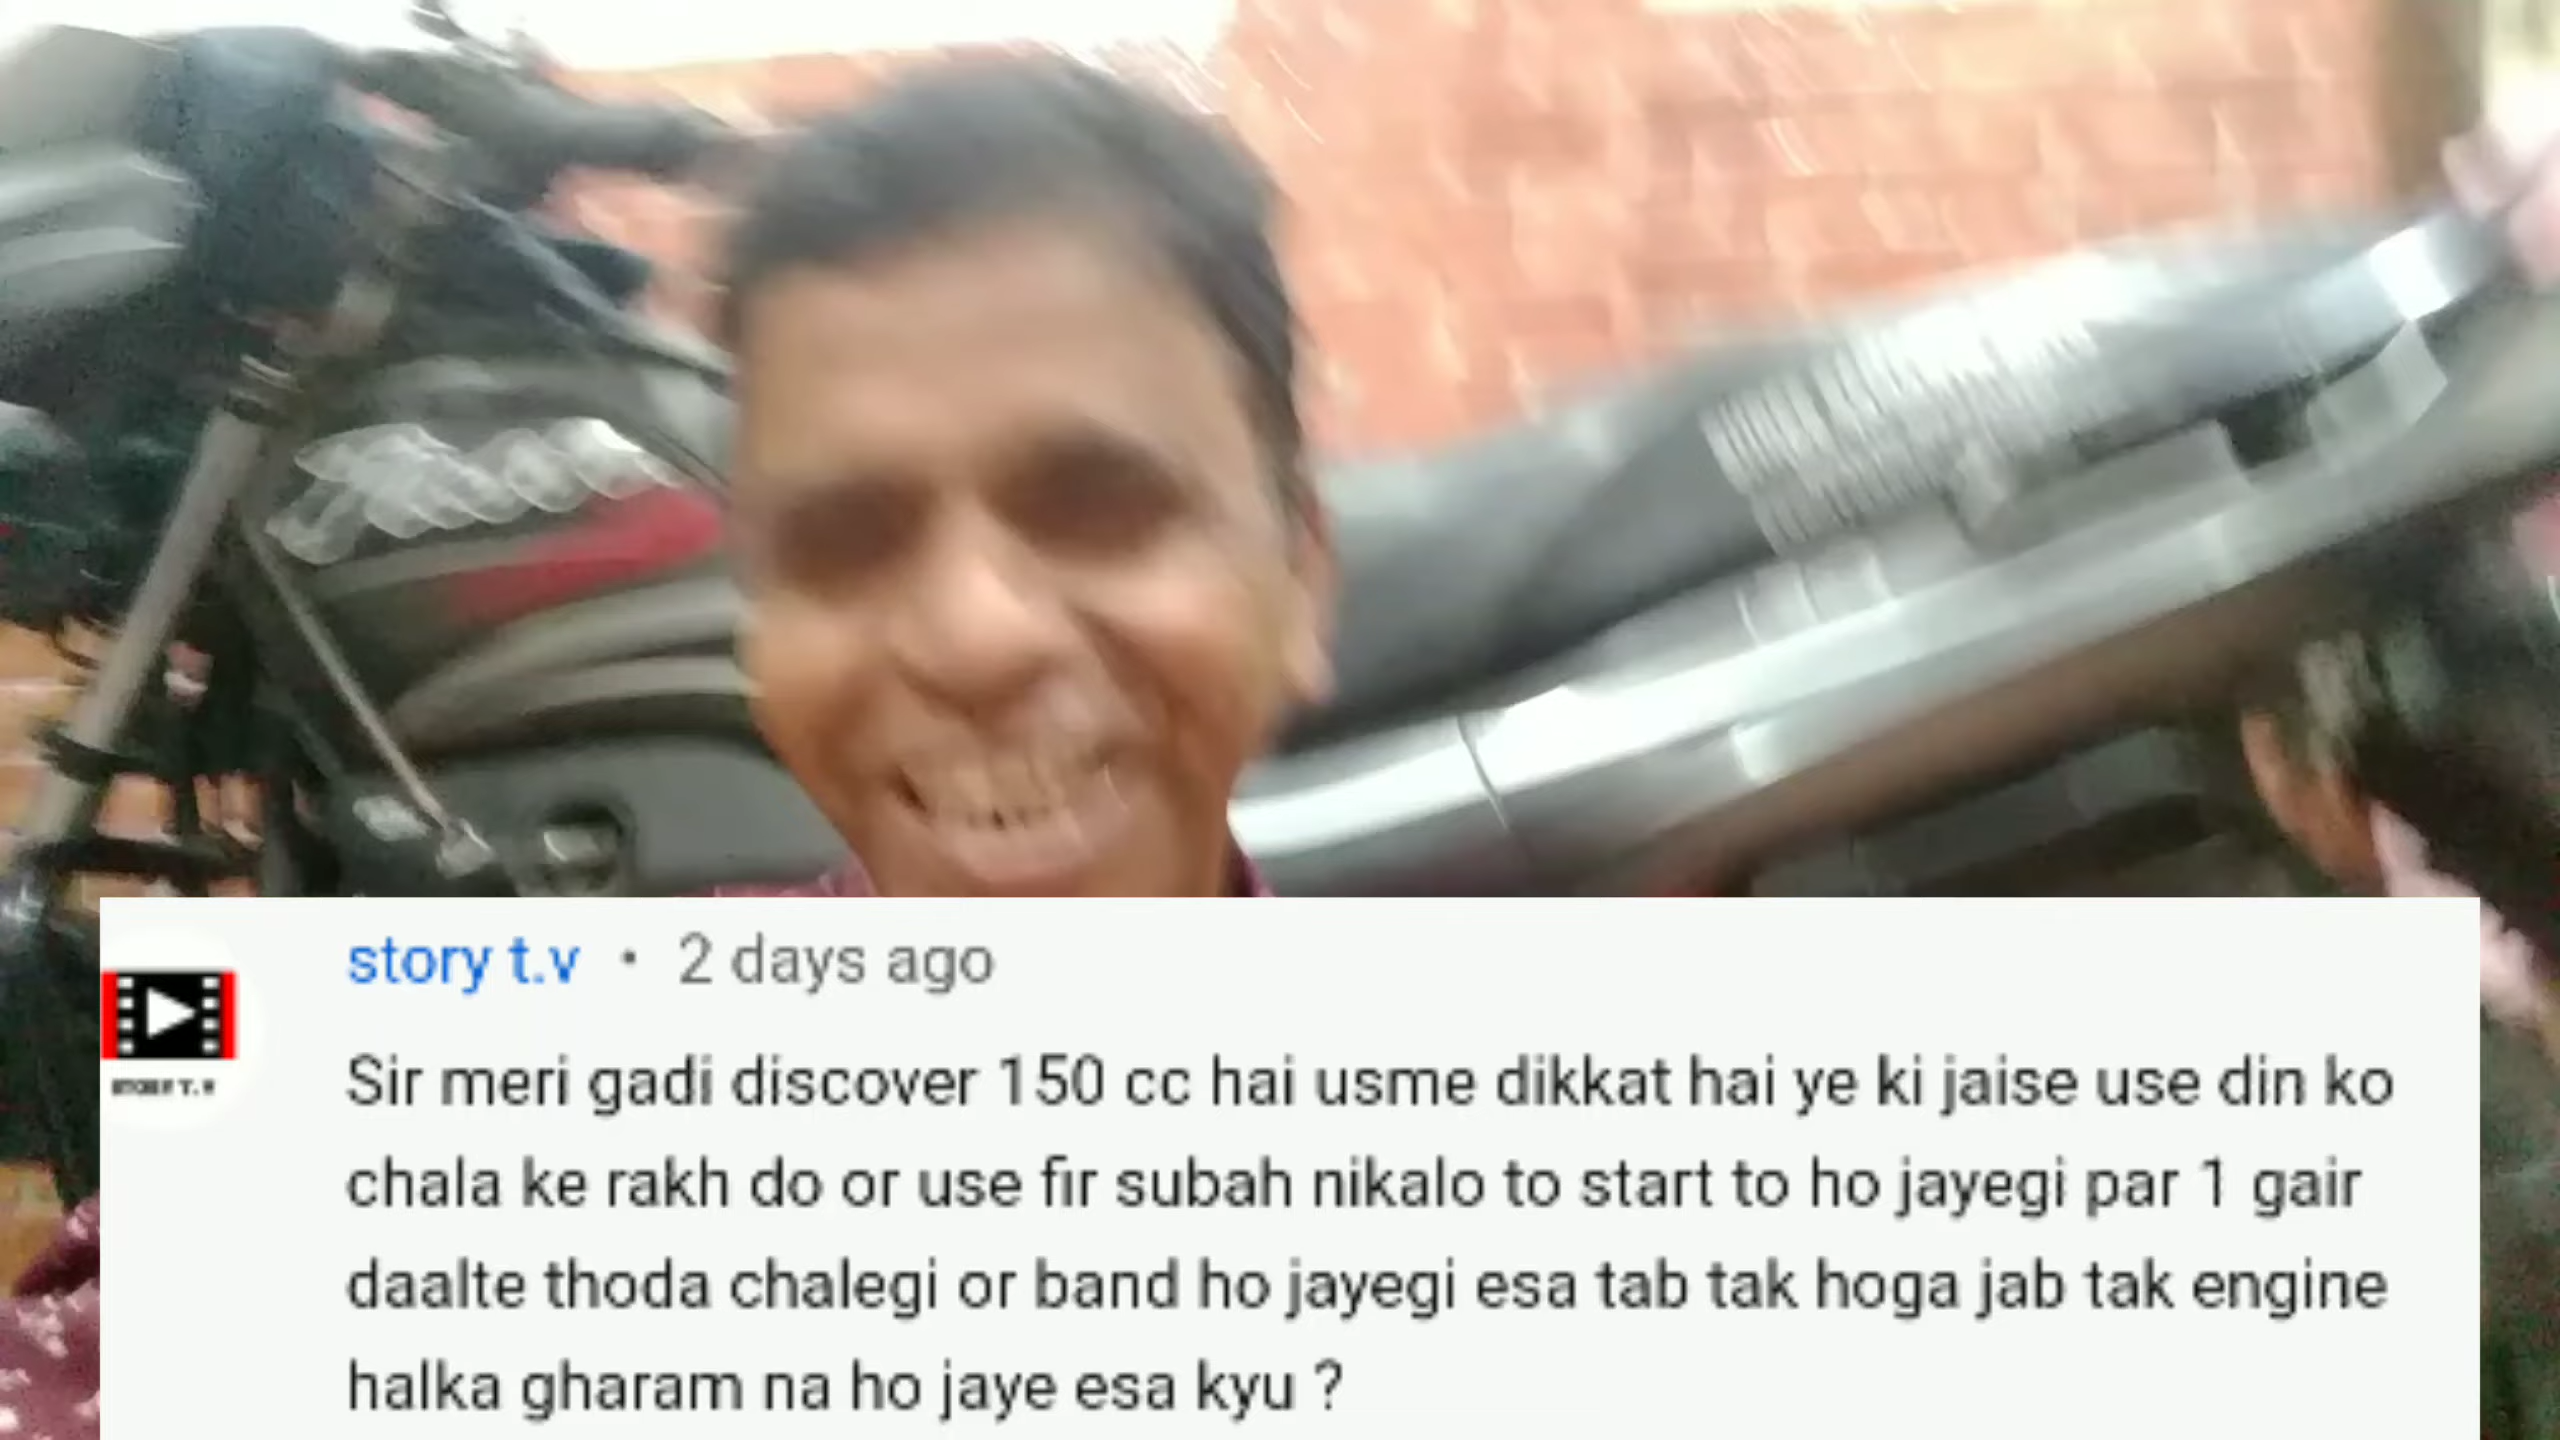 story t.v • 2 days ago
Sir meri gadi discover 150 cc hai usme dikkat hai ye ki jaise use din ko
chala ke rakh do or use fir subah nikalo to start to ho jayegi par 1 gair
daalte thoda chalegi or band ho jayegi esa tab tak hoga jab tak engine
halka gharam na ho jaye esa kyu ?
STORY T.V